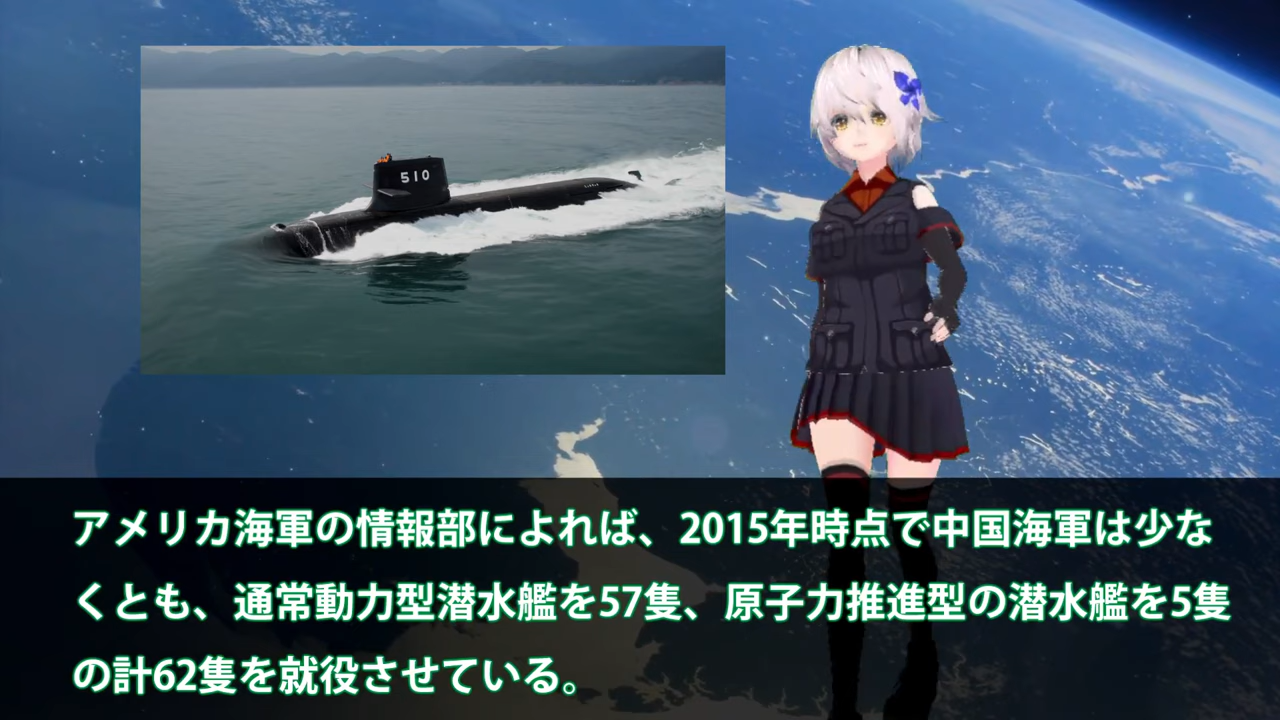 510
アメリカ海軍の情報部によれば、2015年時点で中国海軍は少な
くとも、通常動力型潜水艦を57隻、原子力推進型の潜水艦を5隻
の計62隻を就役させている。